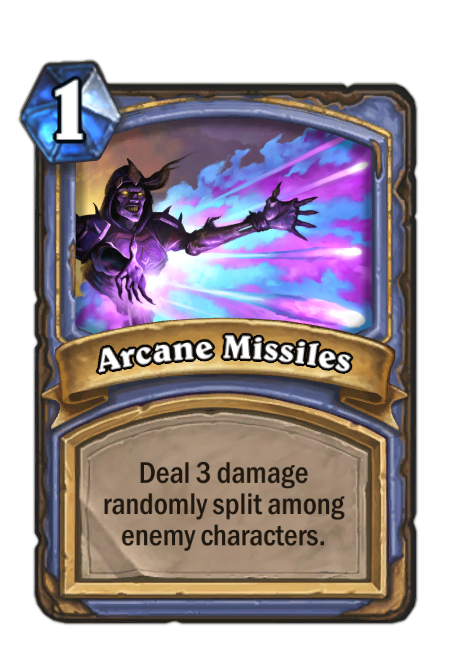 1
Arcane Missiles
Deal 3 damage
randomly split among
enemy characters.